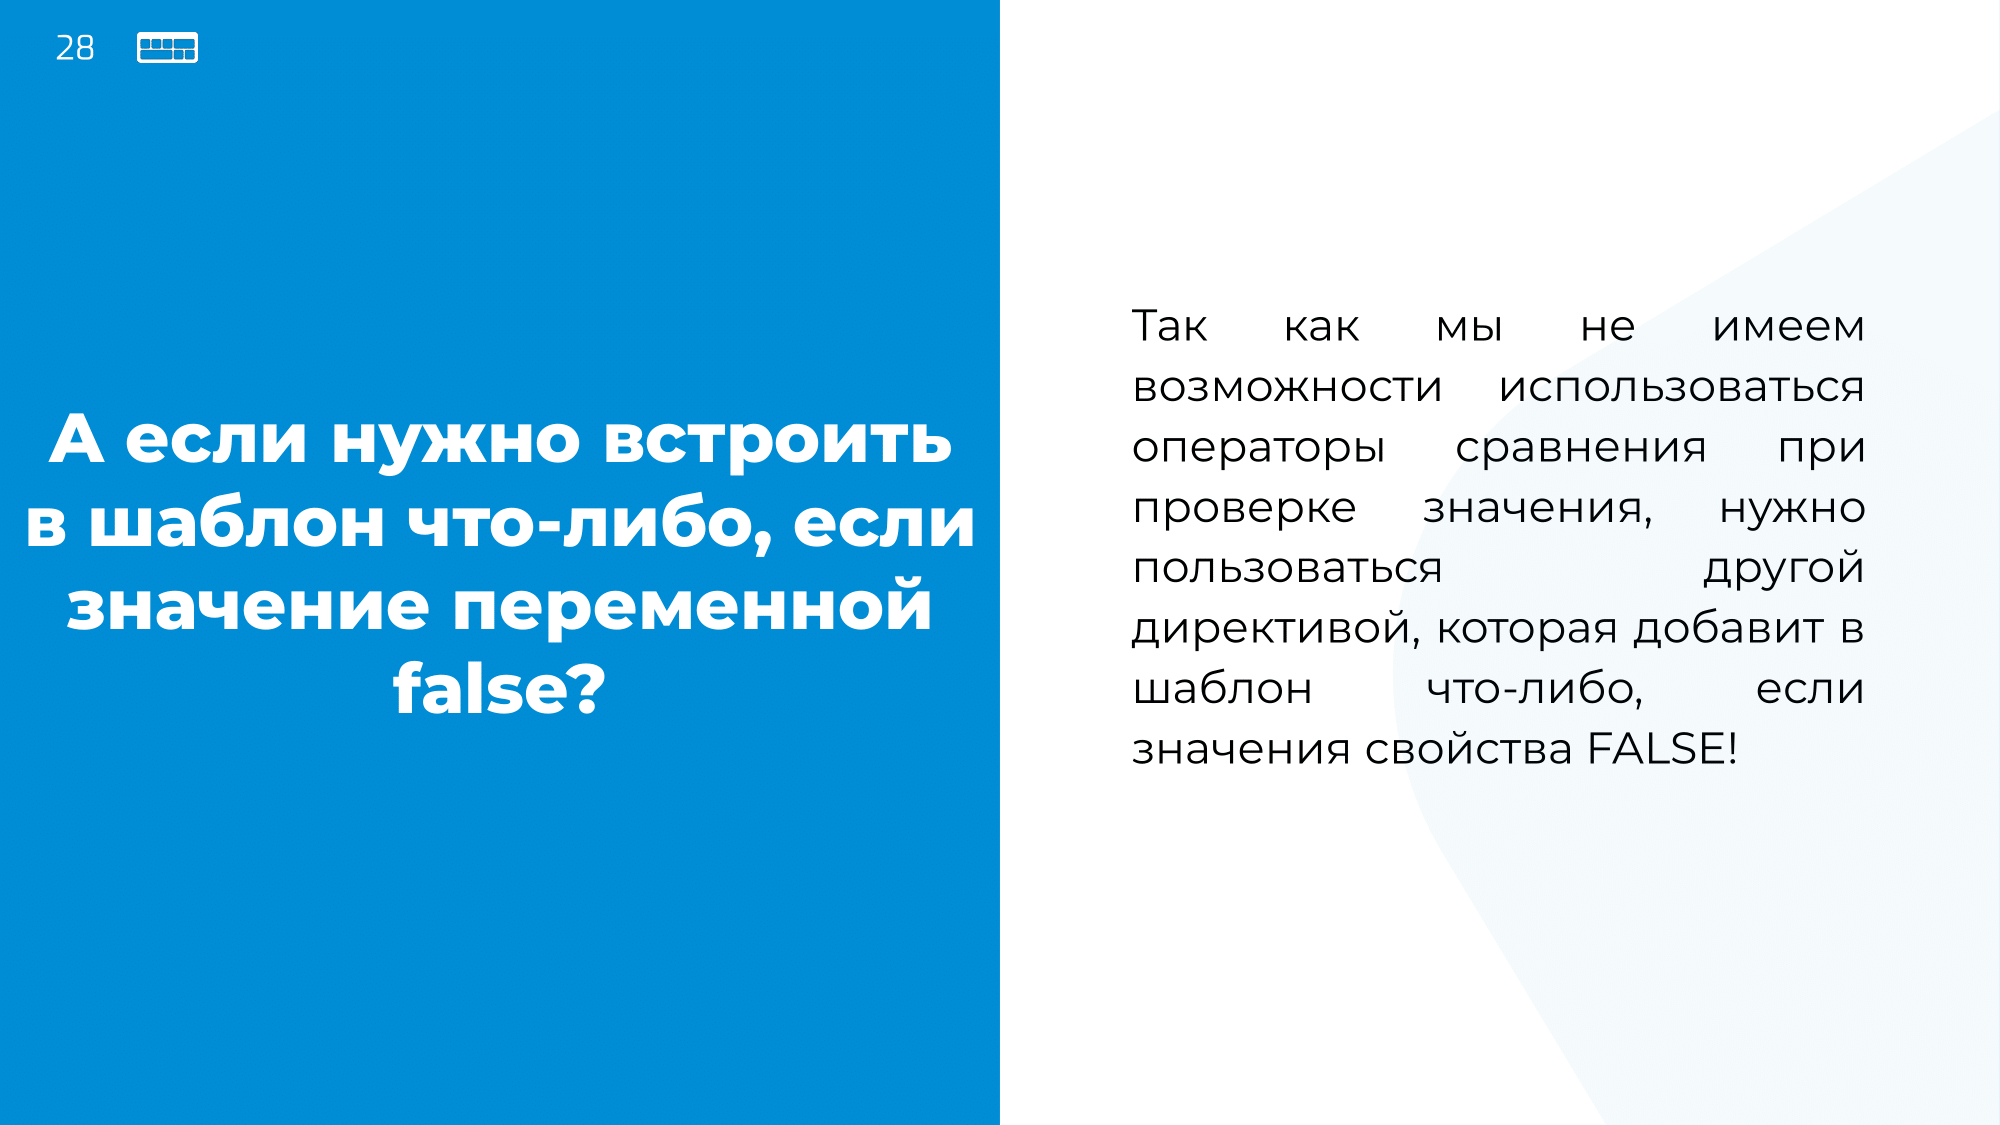 28
А если нужно встроить
в шаблон что-либо, если
значение переменной
false?
Так как мы не имеем
возможности использоваться
операторы сравнения при
проверке значения, нужно
пользоваться другой
директивой, которая добавит в
шаблон что-либо, если
значения свойства FALSE!